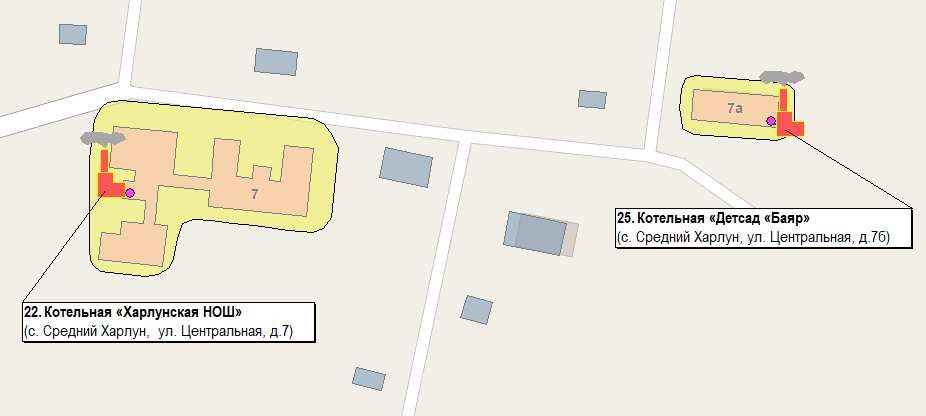 7а
7
25. Котельная «Детсад «Баяр»
(с. Средний Харлун, ул. Центральная, д.7б)
22. Котельная «Харлунская НОШ»
(с. Средний Харлун, ул. Центральная, д.7)